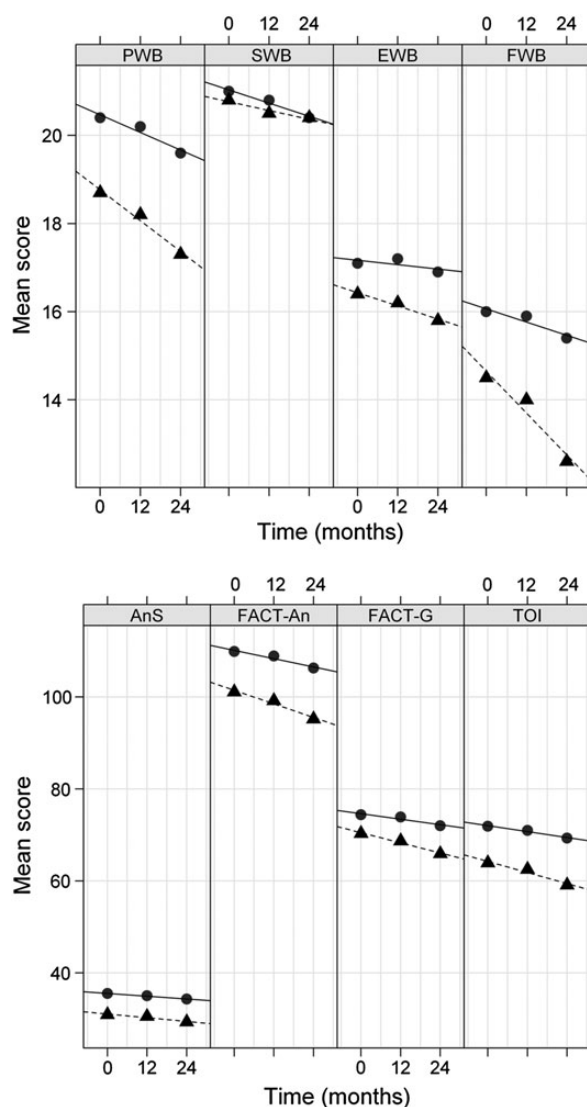 0 12 24 0 12 24
PWB SWB EWB FWB
20
18
16
14
Mean score
0 12 24 0 12 24
Time (months)
0 12 24 0 12 24
AnS FACT-An FACT-G TOI
100
80
60
40
Mean score
0 12 24 0 12 24
Time (months)